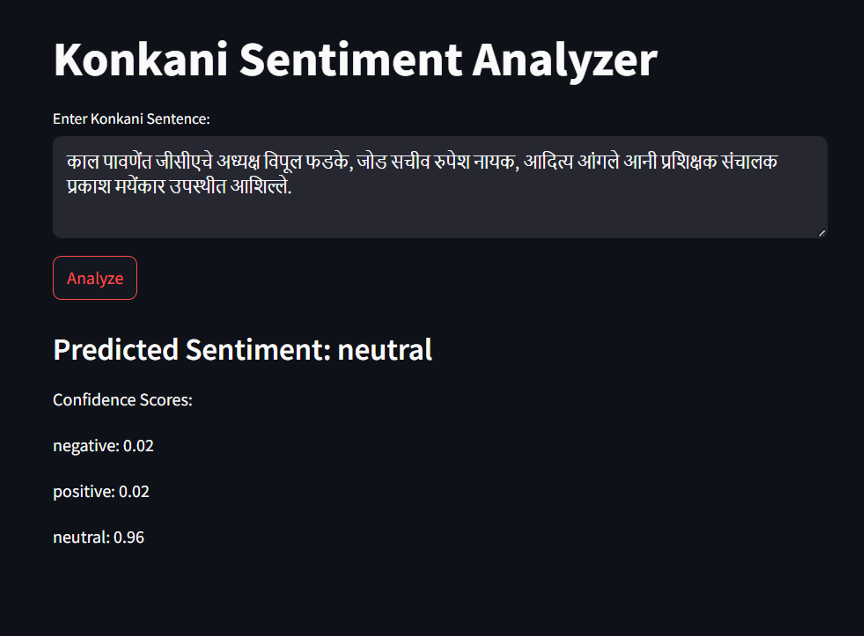 Konkani Sentiment Analyzer
Enter Konkani Sentence:
काल पावणेंत जीसीएचे अध्यक्ष विपूल फडके, जोड सचीव रुपेश नायक, आदित्य आंगले आनी प्रशिक्षक संचालक
प्रकाश मयेंकार उपस्थीत आशिल्ले.
Analyze
Predicted Sentiment: neutral
Confidence Scores:
negative: 0.02
positive: 0.02
neutral: 0.96